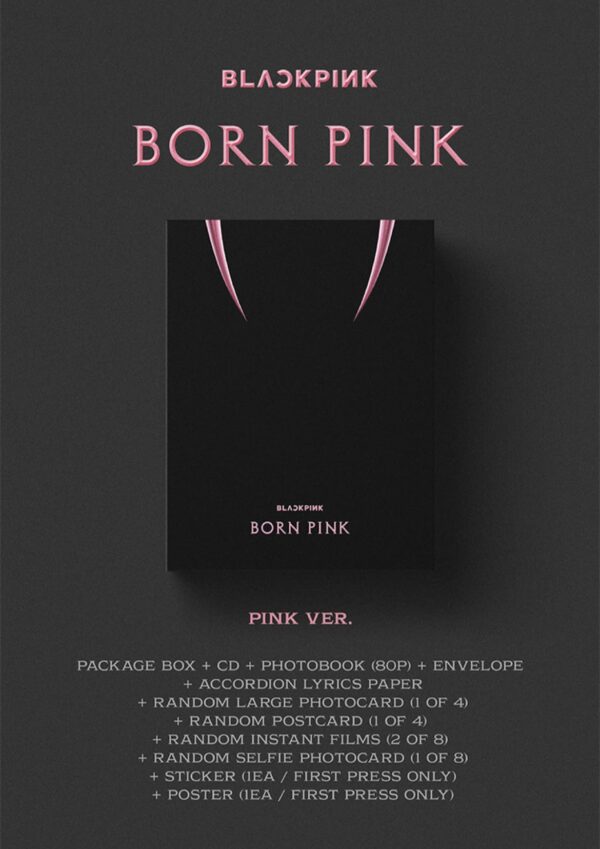 BLACKPINK
BORN PINK
BLACKPINK
BORN PINK
PINK VER.
PACKAGE BOX + CD + PHOTOBOOK (80P) + ENVELOPE
+ ACCORDION LYRICS PAPER
+ RANDOM LARGE PHOTOCARD (1 OF 4)
+ RANDOM POSTCARD (1 OF 4)
+ RANDOM INSTANT FILMS (2 OF 8)
+ RANDOM SELFIE PHOTOCARD (1 OF 8)
+ STICKER (1EA / FIRST PRESS ONLY)
+ POSTER (1EA / FIRST PRESS ONLY)